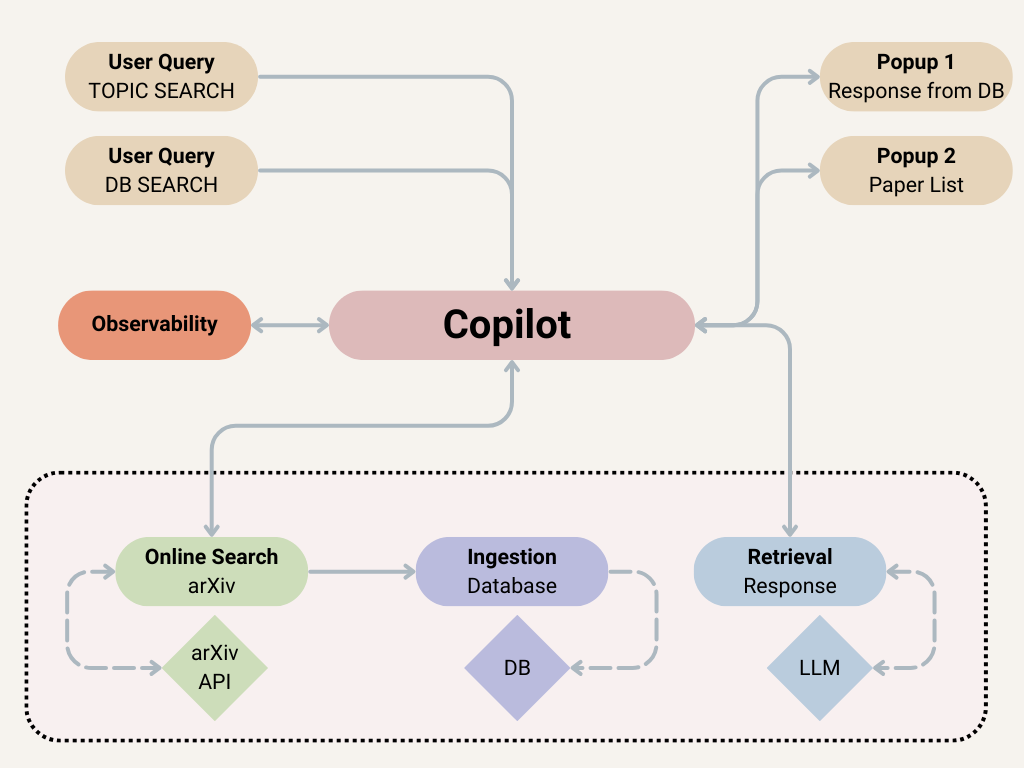 User Query
TOPIC SEARCH
Popup 1
Response from DB
User Query
DB SEARCH
Popup 2
Paper List
Observability
Copilot
Online Search
arXiv
Ingestion
Database
Retrieval
Response
arXiv
API
DB
LLM